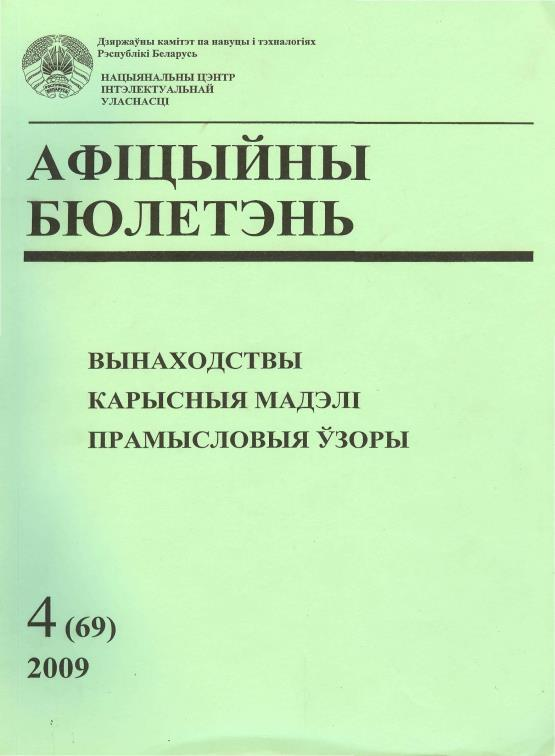 Дзяржаўны камітэт па навуцы і тэхналогіях
Рэспублікі Беларусь
НАЦЫЯНАЛЬНЫ ЦЭНТР
ІНТЭЛЕКТУАЛЬНАЙ
УЛАСНАСЦІ
АФІЦЫЙНЫ
БЮЛЕТЭНЬ
ВЫНАХОДСТВЫ
КАРЫСНЫЯ МАДЭЛІ
ПРАМЫСЛОВЫЯ ЎЗОРЫ
4 (69)
2009